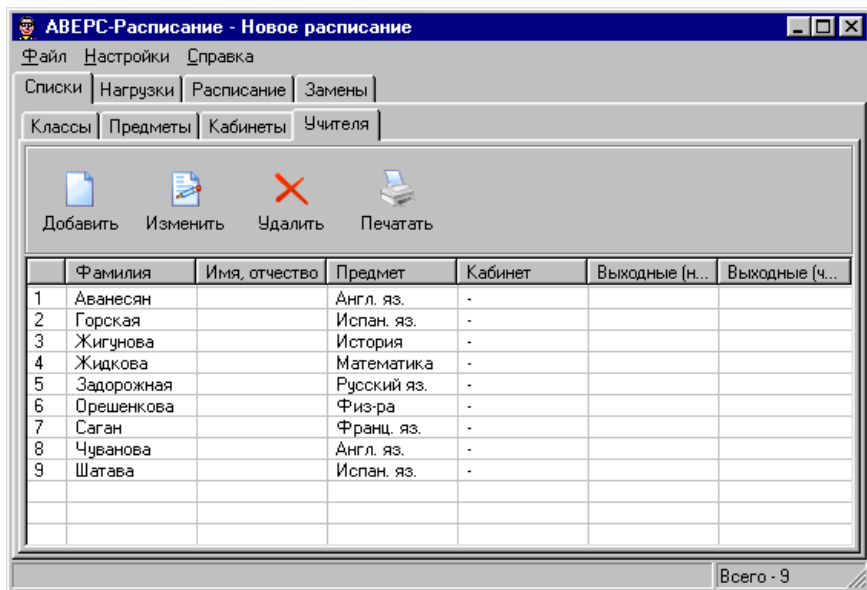 АВЕРС-Расписание - Новое расписание
Файл Настройки Справка
Списки Нагрузки Расписание Замены
Классы Предметы Кабинеты Учителя
Добавить Изменить Удалить Печатать
Фамилия Имя, отчество Предмет Кабинет Выходные (н... Выходные (ч...
1 Аванесян Англ. яз. -
2 Горская Испан. яз. -
3 Жигунова История -
4 Жидкова Математика -
5 Задорожная Русский яз. -
6 Орешенкова Физ-ра -
7 Саган Франц. яз. -
8 Чуванова Англ. яз. -
9 Шатава Испан. яз. -
Всего - 9